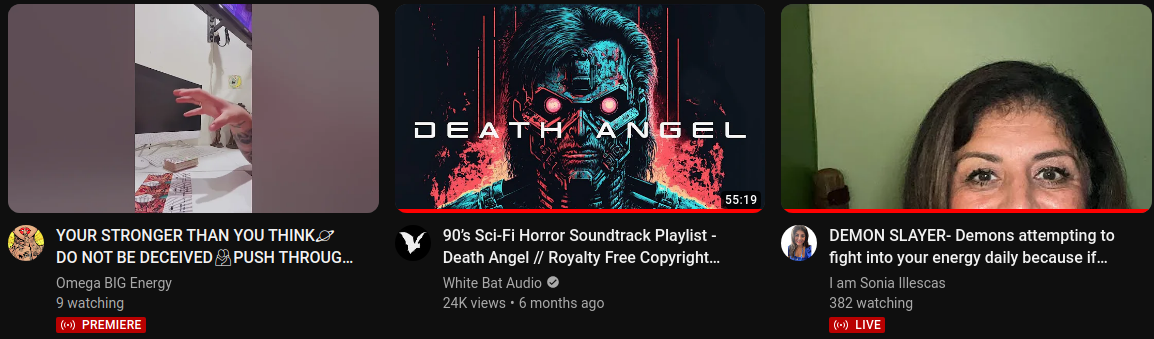 DEATH ANGEL
55:19
YOUR STRONGER THAN YOU THINK🪐
DO NOT BE DECEIVED🫂PUSH THROUG…
Omega BIG Energy
9 watching
PREMIERE
90’s Sci-Fi Horror Soundtrack Playlist -
Death Angel // Royalty Free Copyright…
White Bat Audio
24K views • 6 months ago
DEMON SLAYER- Demons attempting to
fight into your energy daily because if…
I am Sonia Illescas
382 watching
LIVE